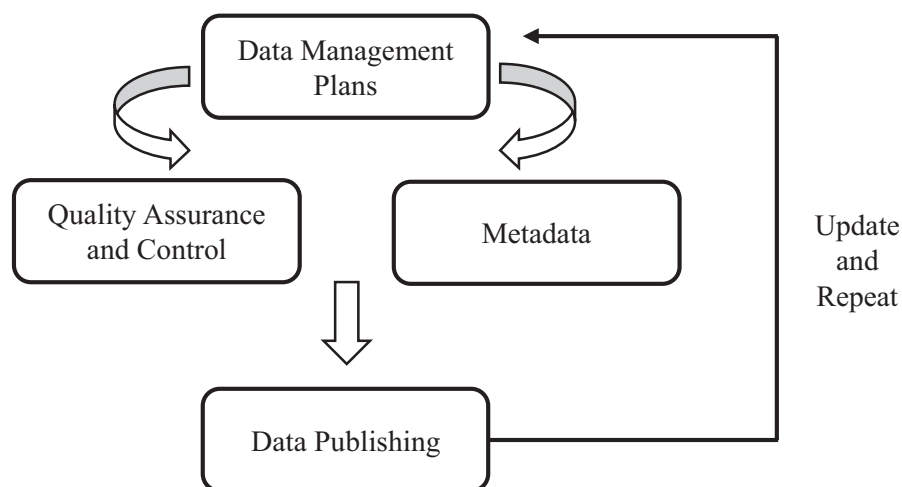 Data Management
Plans
Quality Assurance
and Control
Metadata
Update
and
Repeat
Data Publishing